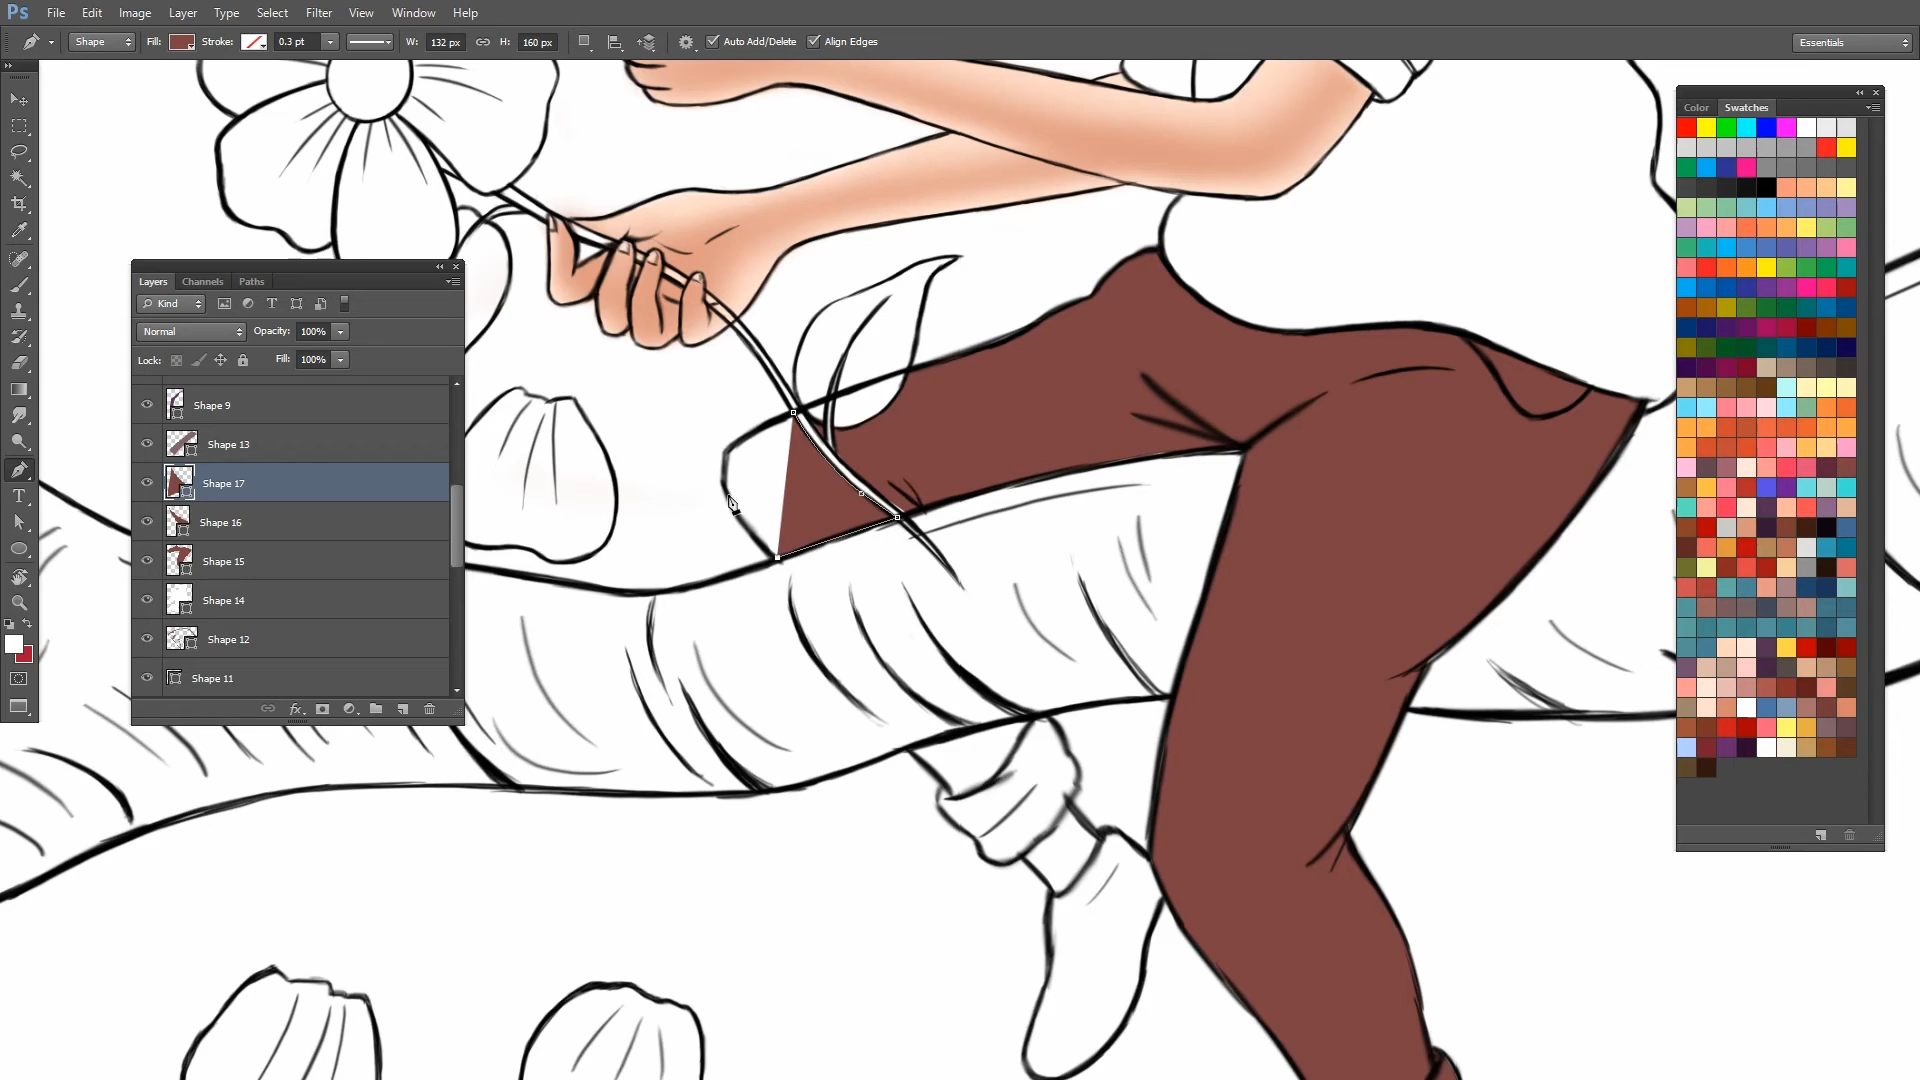 Ps File Edit Image Layer Type Select Filter View Window Help
Shape Fill: Stroke: 0.3 pt W: 132 px H: 160 px Auto Add/Delete Align Edges Essentials
Color Swatches
Layers Channels Paths
Kind
Normal Opacity: 100%
Lock: Fill: 100%
Shape 9
Shape 13
Shape 17
Shape 16
Shape 15
Shape 14
Shape 12
Shape 11
fx